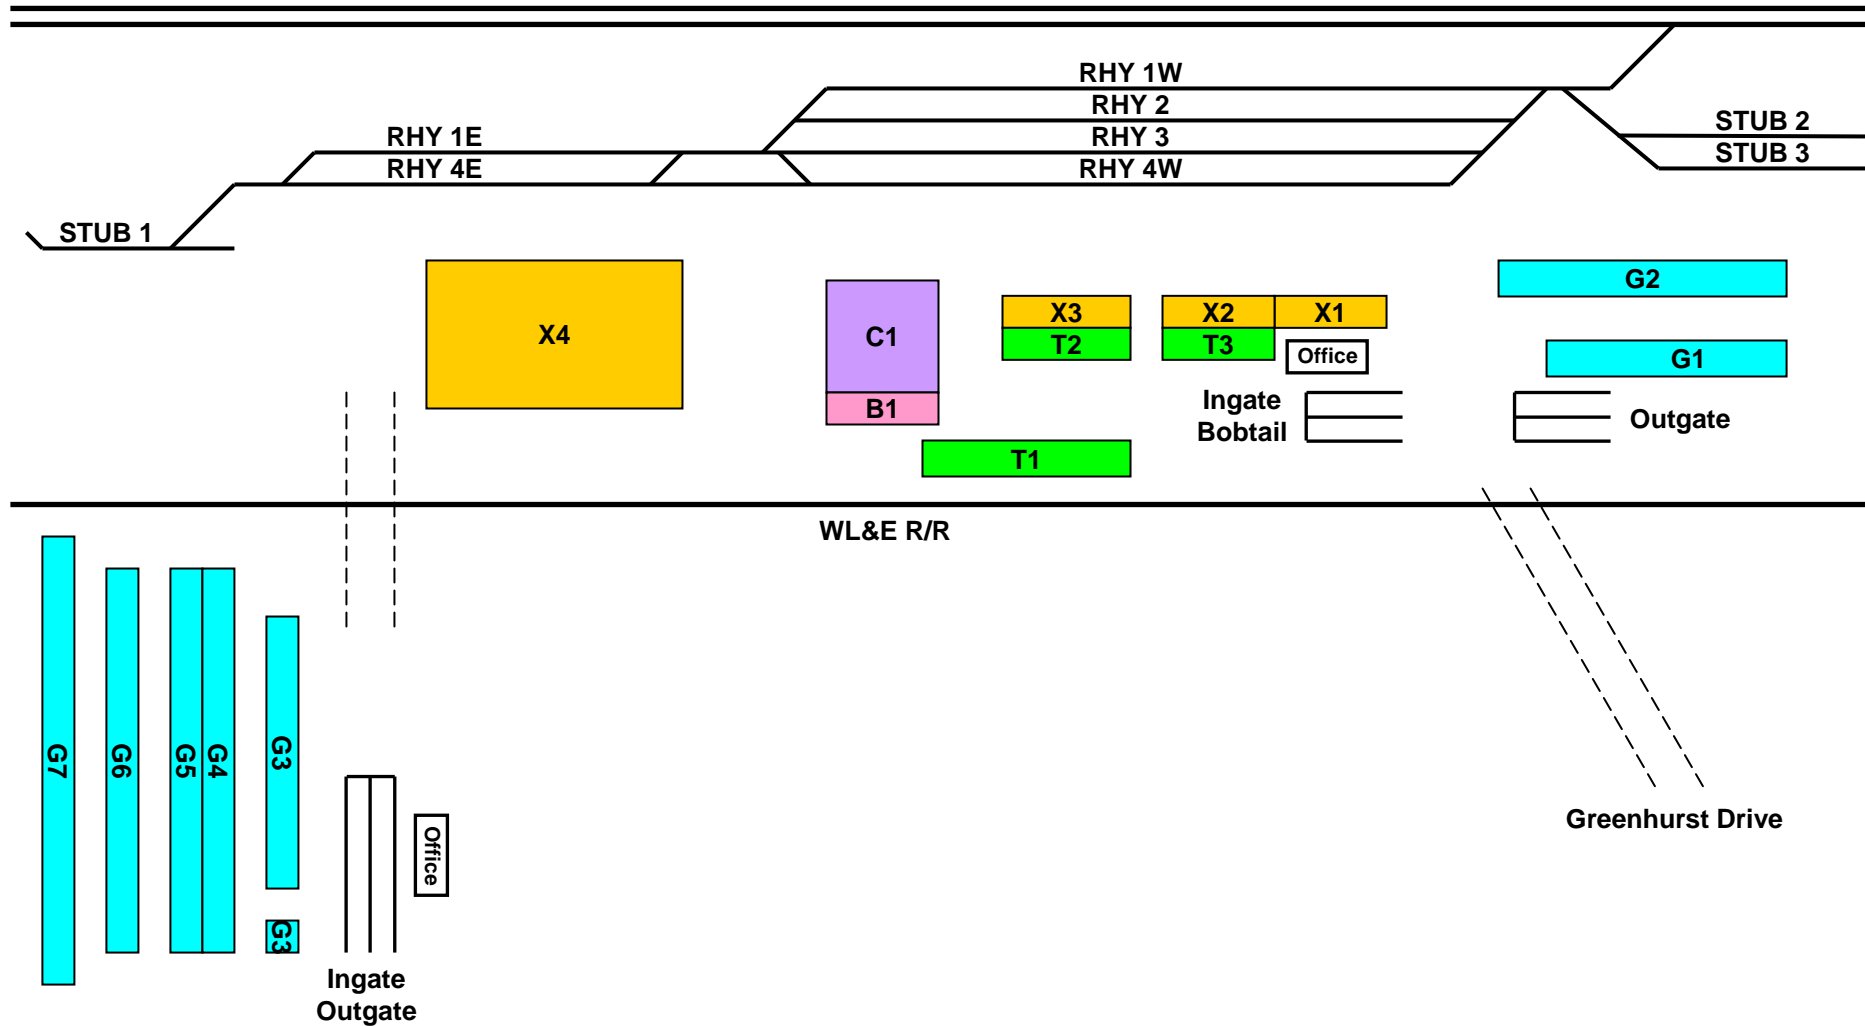 RHY 1W
RHY 2
RHY 1E
RHY 3
STUB 2
RHY 4E
RHY 4W
STUB 3
STUB 1
G2
X3
X2
X1
X4
C1
T2
T3
Office
G1
B1
Ingate
Bobtail
Outgate
T1
WL&E R/R
G7
G6
G5
G4
G3
Greenhurst Drive
Office
G3
Ingate
Outgate